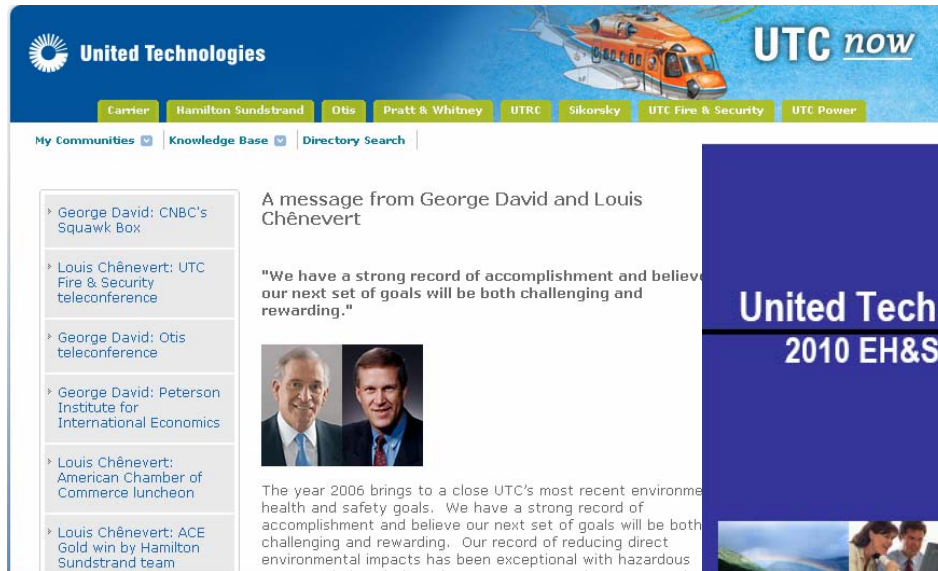 United Technologies
UTC now
Carrier
Hamilton Sundstrand
Otis
Pratt & Whitney
UTRC
Sikorsky
UTC Fire & Security
UTC Power
My Communities
Knowledge Base
Directory Search
George David: CNBC's
Squawk Box
Louis Chênevert: UTC
Fire & Security
teleconference
George David: Otis
teleconference
George David: Peterson
Institute for
International Economics
Louis Chênevert:
American Chamber of
Commerce luncheon
Louis Chênevert: ACE
Gold win by Hamilton
Sundstrand team
A message from George David and Louis
Chênevert
"We have a strong record of accomplishment and believe
our next set of goals will be both challenging and
rewarding."
The year 2006 brings to a close UTC's most recent environme
health and safety goals. We have a strong record of
accomplishment and believe our next set of goals will be both
challenging and rewarding. Our record of reducing direct
environmental impacts has been exceptional with hazardous
United Tech
2010 EH&S